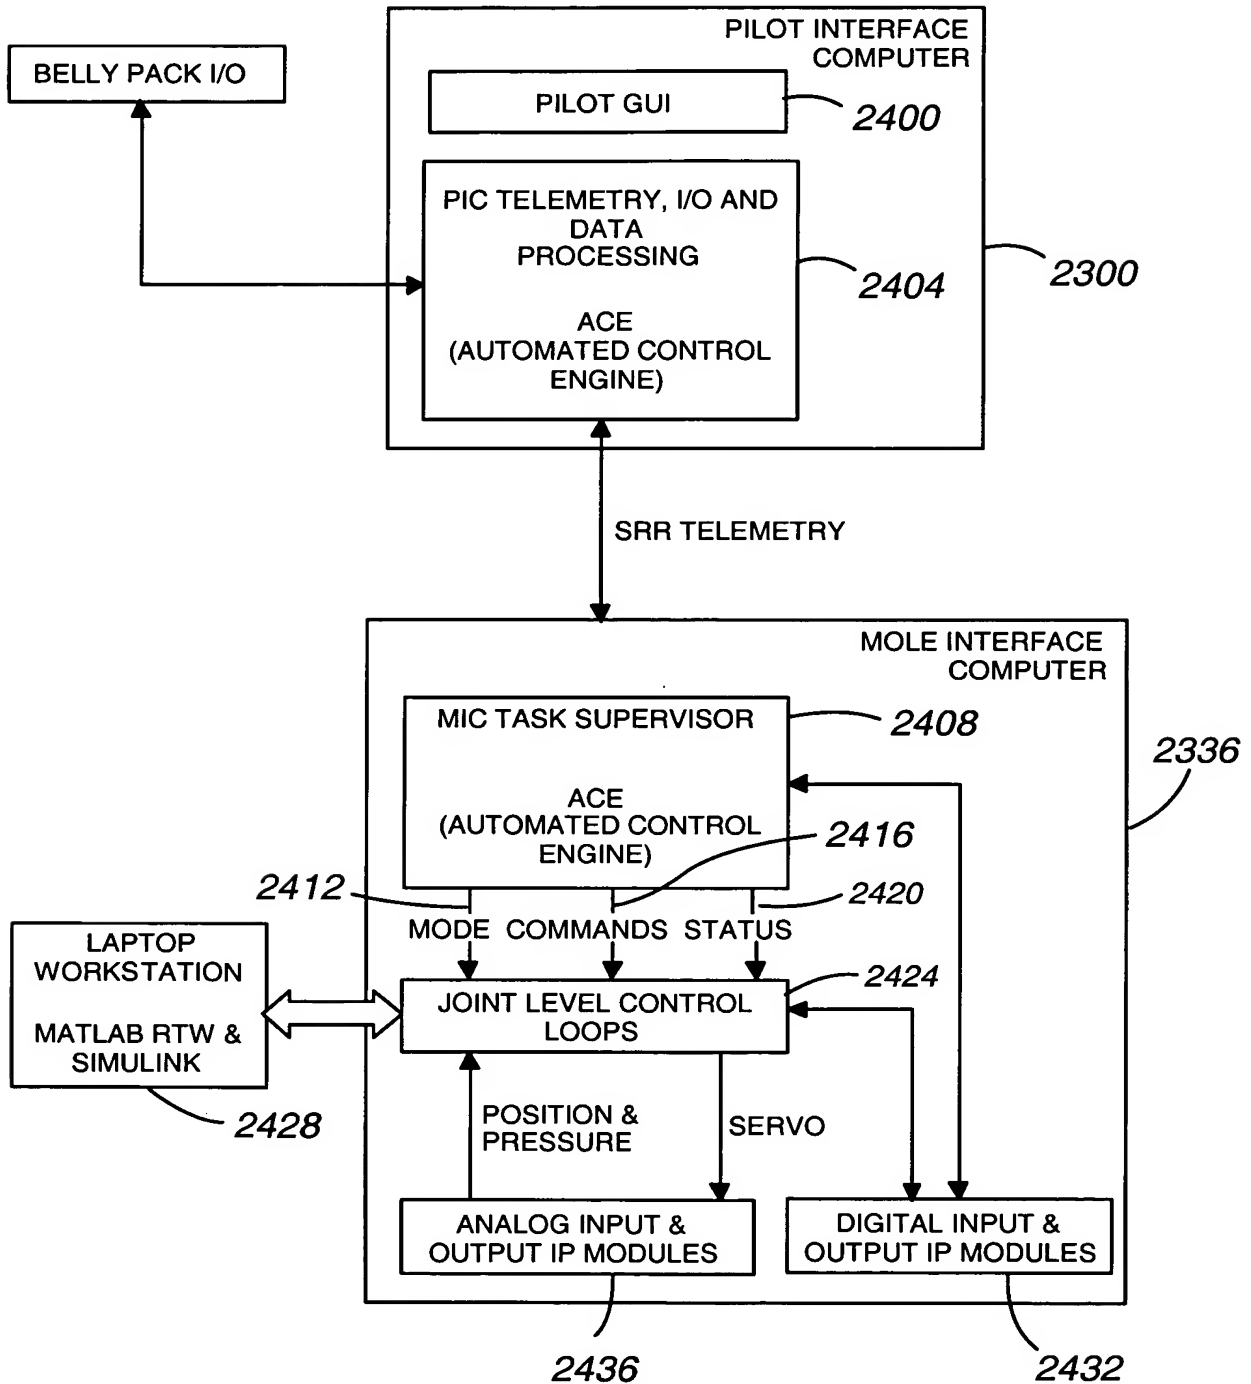 PILOT INTERFACE
COMPUTER
BELLY PACK I/O
PILOT GUI
2400
PIC TELEMETRY, I/O AND
DATA
PROCESSING
ACE
(AUTOMATED CONTROL
ENGINE)
2404
2300
SRR TELEMETRY
MOLE INTERFACE
COMPUTER
MIC TASK SUPERVISOR
ACE
(AUTOMATED CONTROL
ENGINE)
2408
2336
2416
2412
2420
MODE COMMANDS STATUS
LAPTOP
WORKSTATION
MATLAB RTW &
SIMULINK
2428
JOINT LEVEL CONTROL
LOOPS
2424
POSITION &
PRESSURE
SERVO
ANALOG INPUT &
OUTPUT IP MODULES
DIGITAL INPUT &
OUTPUT IP MODULES
2436
2432